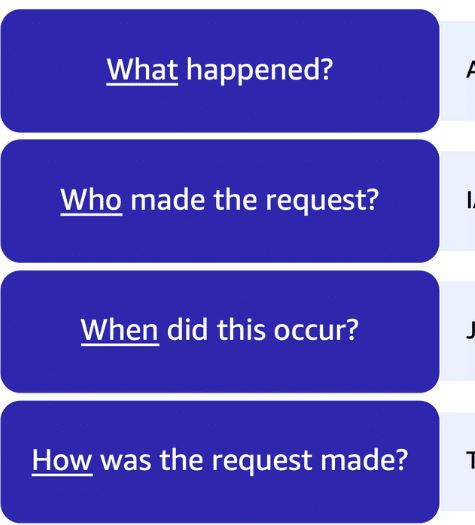 What happened?
Who made the request?
When did this occur?
How was the request made?